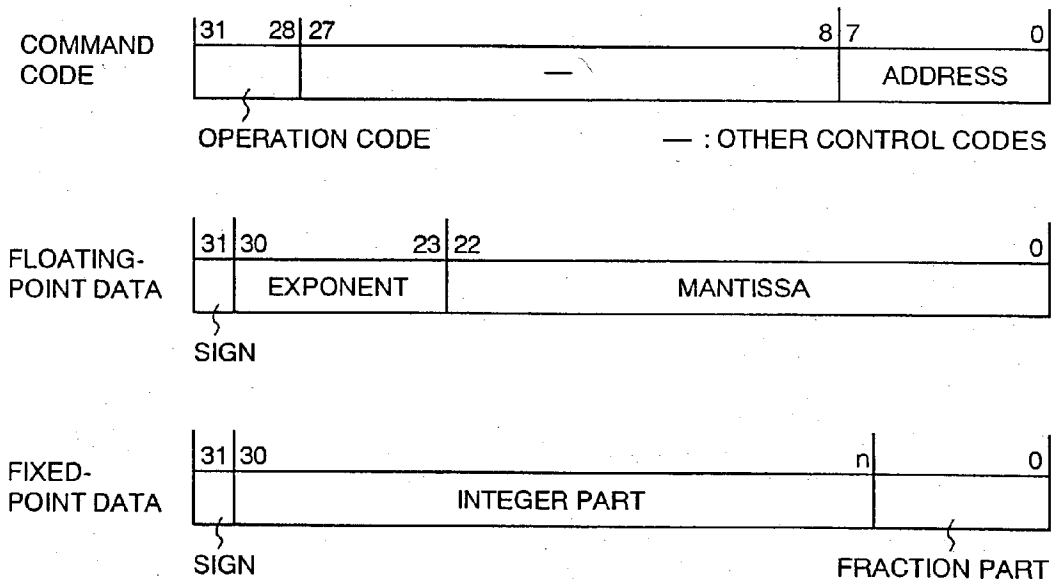 COMMAND CODE
31 28 27 8 7 0
— ADDRESS
OPERATION CODE — : OTHER CONTROL CODES
FLOATING-POINT DATA
31 30 23 22 0
EXPONENT MANTISSA
SIGN
FIXED-POINT DATA
31 30 n 0
INTEGER PART
SIGN FRACTION PART